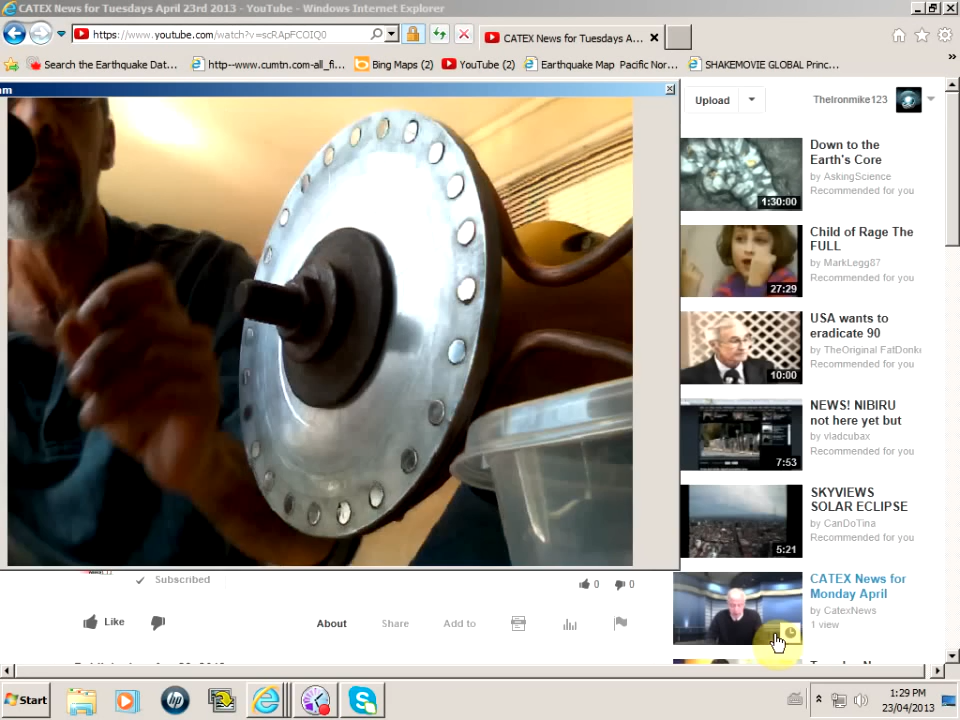 CATEX News for Tuesdays April 23rd 2013 - YouTube - Windows Internet Explorer
https://www.youtube.com/watch?v=scRApFCOIQ0
CATEX News for Tuesdays A...
Search the Earthquake Dat...
http--www.cumtn.com-all_fi...
Bing Maps (2)
YouTube (2)
Earthquake Map Pacific Nor...
SHAKEMOVIE GLOBAL Princ...
am
Upload
TheIronmike123
Down to the
Earth's Core
by AskingScience
Recommended for you
1:30:00
Child of Rage The
FULL
by MarkLegg87
Recommended for you
27:29
USA wants to
eradicate 90
by TheOriginal FatDonk
Recommended for you
10:00
NEWS! NIBIRU
not here yet but
by vladcubax
Recommended for you
7:53
SKYVIEWS
SOLAR ECLIPSE
by CanDoTina
Recommended for you
5:21
CATEX News for
Monday April
by CatexNews
1 view
Subscribed
0
0
Like
About
Share
Add to
Start
1:29 PM
23/04/2013